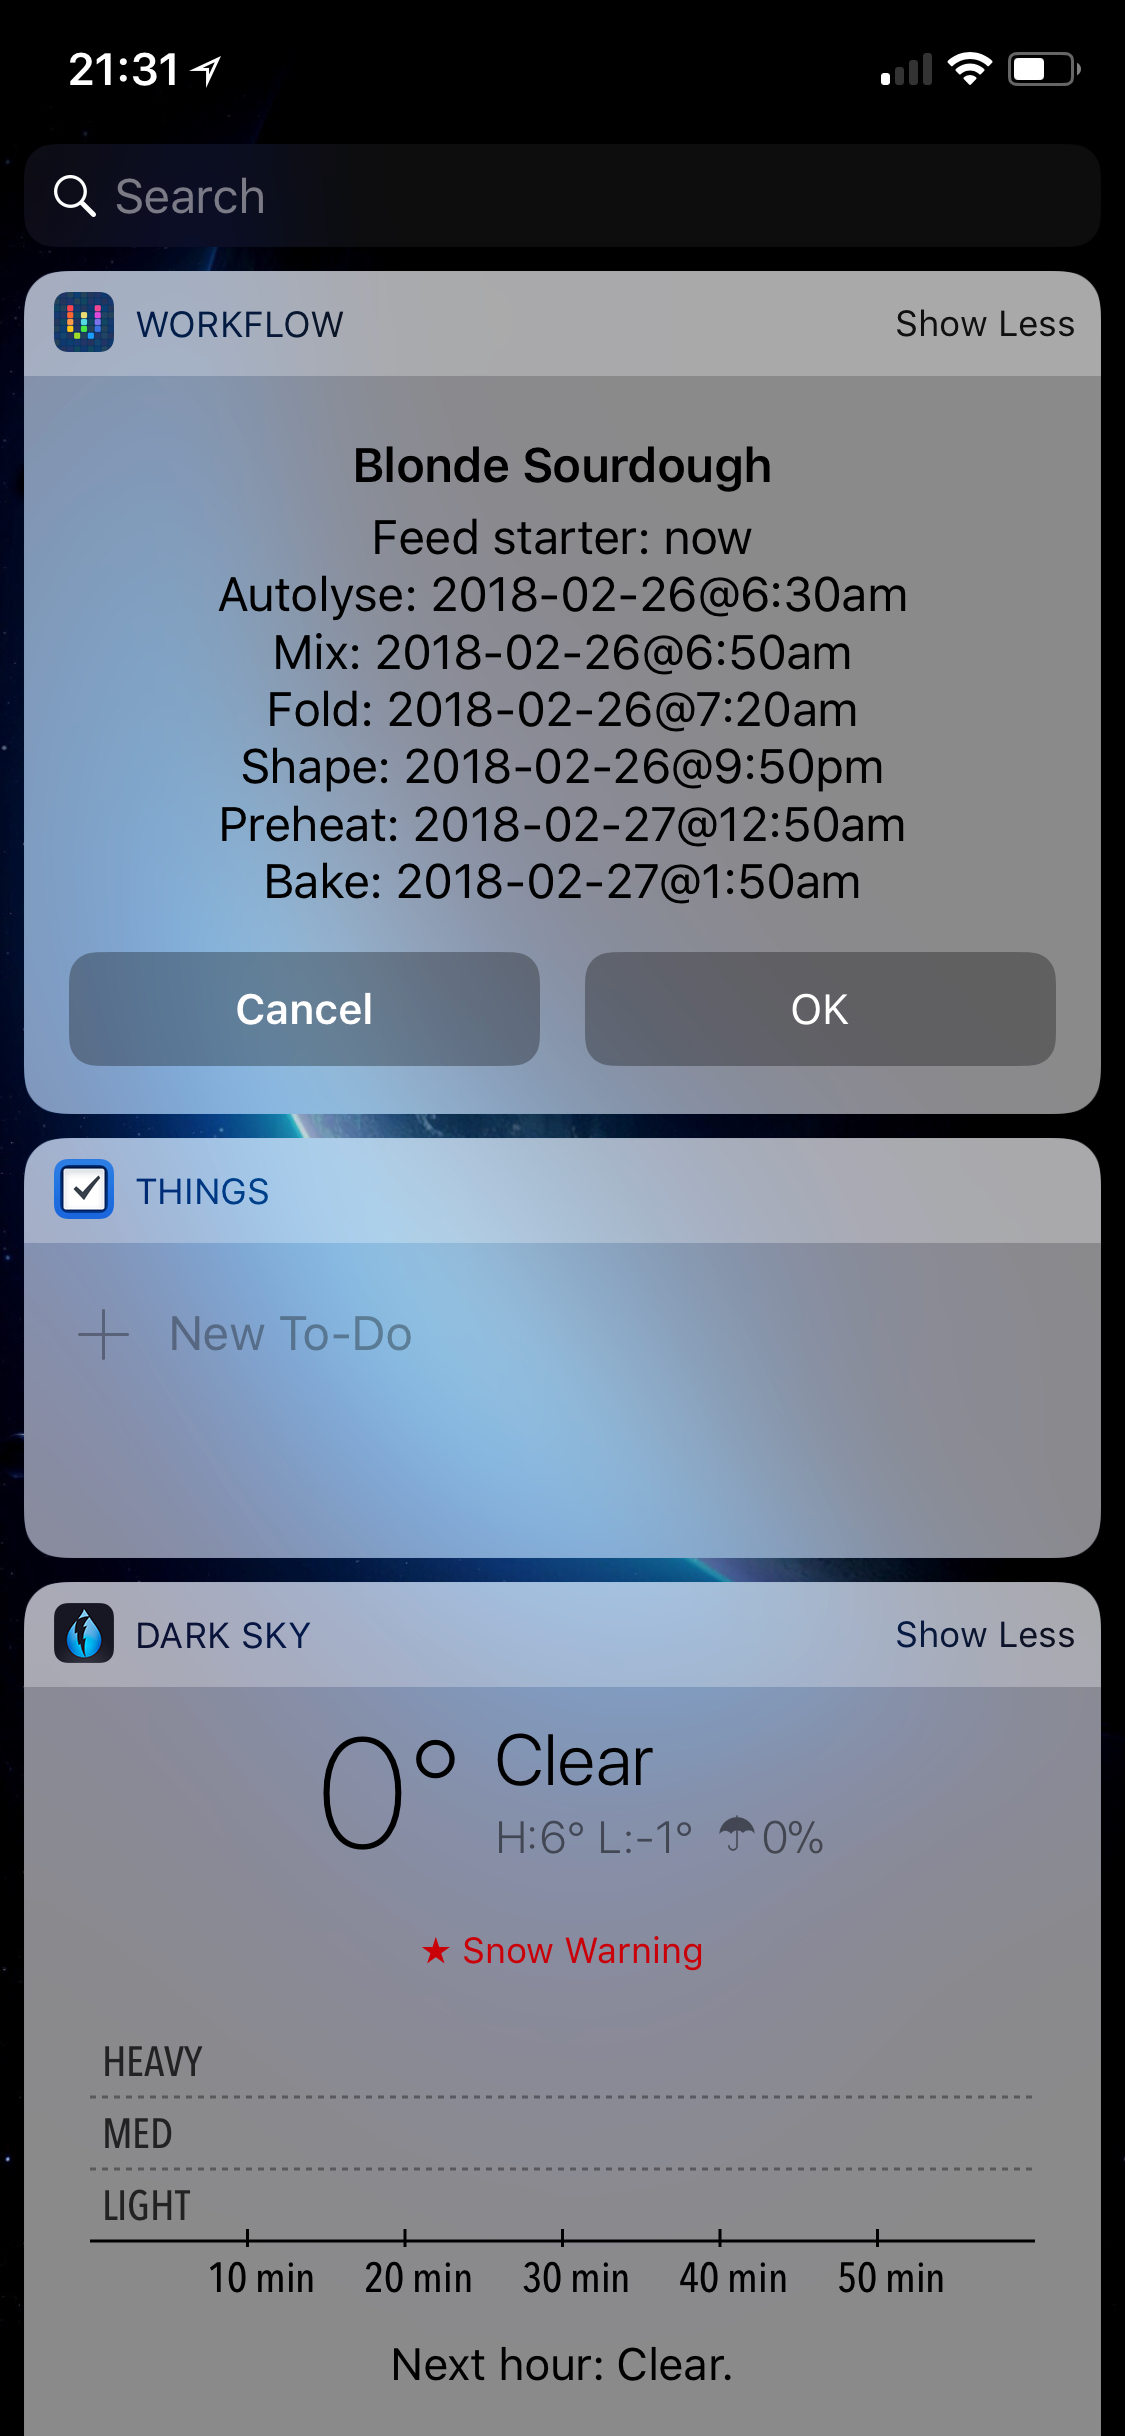 21:31
Search
WORKFLOW
Show Less
Blonde Sourdough
Feed starter: now
Autolyse: 2018-02-26@6:30am
Mix: 2018-02-26@6:50am
Fold: 2018-02-26@7:20am
Shape: 2018-02-26@9:50pm
Preheat: 2018-02-27@12:50am
Bake: 2018-02-27@1:50am
Cancel
OK
THINGS
New To-Do
DARK SKY
Show Less
0°
Clear
H:6° L:-1° ☂0%
★ Snow Warning
HEAVY
MED
LIGHT
10 min 20 min 30 min 40 min 50 min
Next hour: Clear.